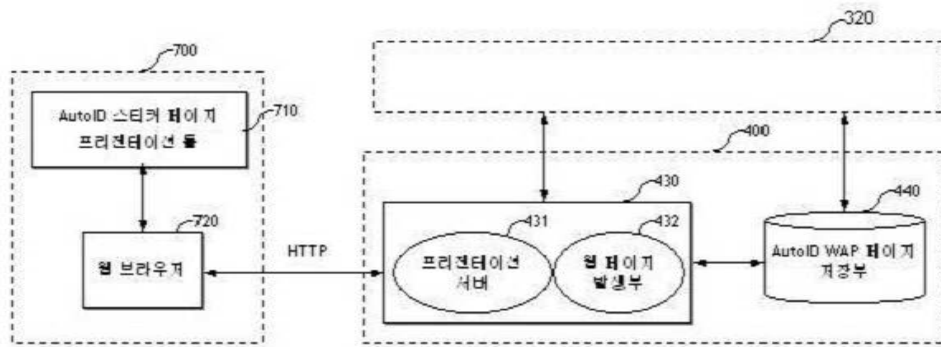 320
700
AutoID 스티커 페이지
프리젠테이션 툴
710
400
430
440
720
431
432
HTTP
웹 브라우저
프리젠테이션
서버
웹 페이지
발생부
AutoID WAP 페이지
저장부